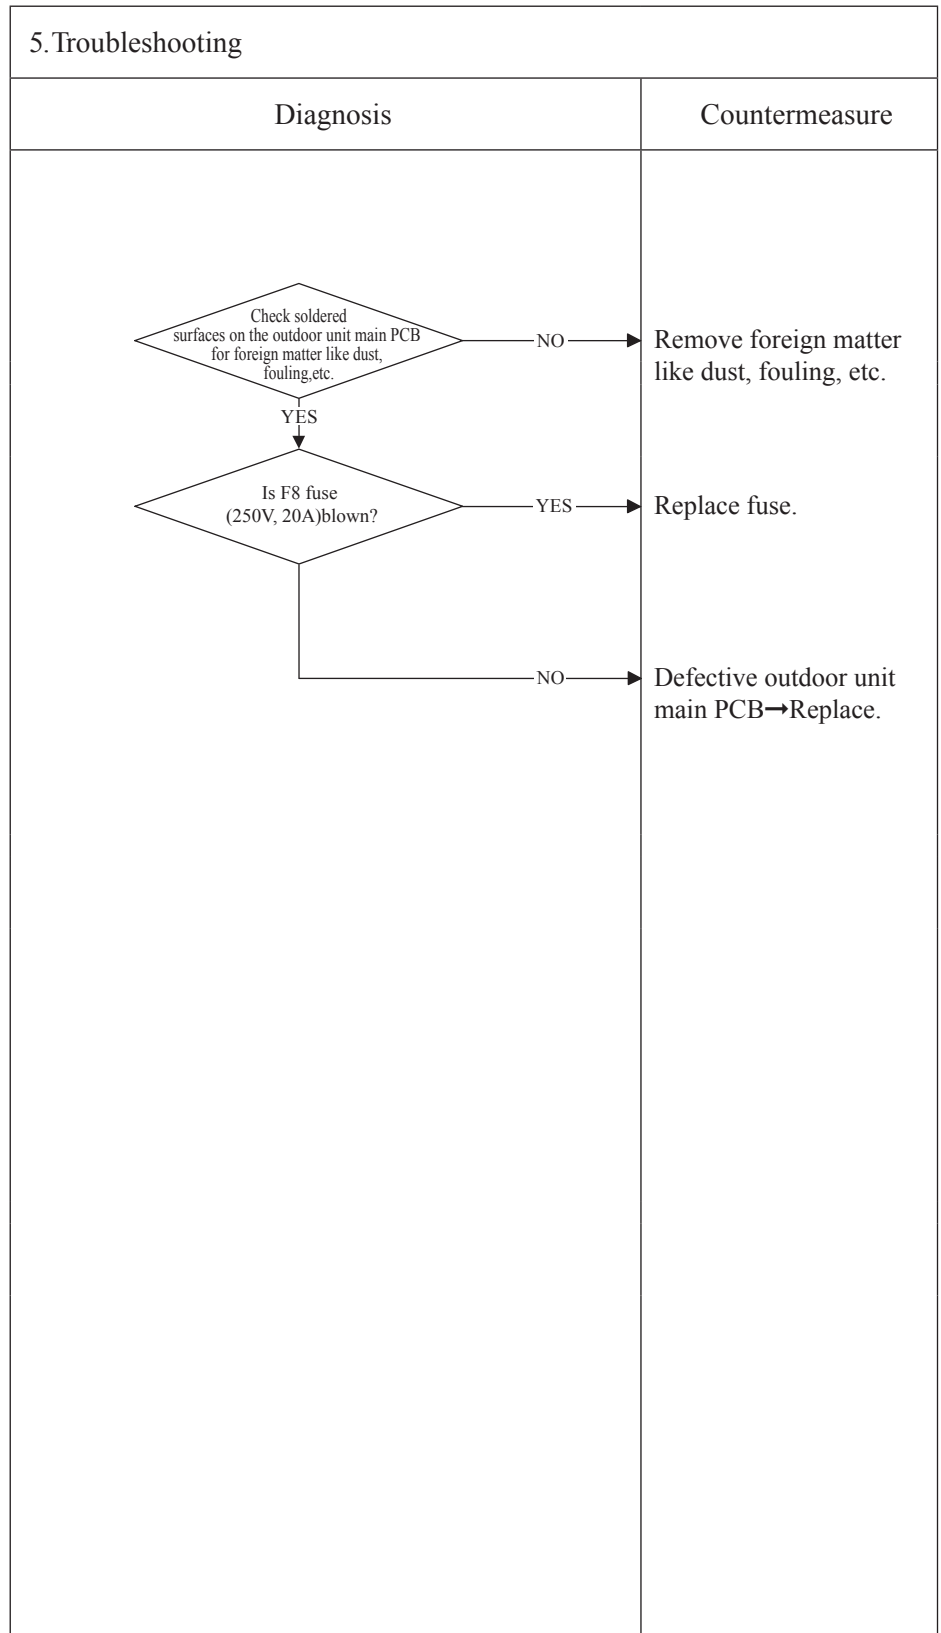 5.Troubleshooting
Diagnosis
Countermeasure
Check soldered
surfaces on the outdoor unit main PCB
for foreign matter like dust,
fouling,etc.
NO
Remove foreign matter
like dust, fouling, etc.
YES
Is F8 fuse
(250V, 20A)blown?
YES
Replace fuse.
NO
Defective outdoor unit
main PCB→Replace.